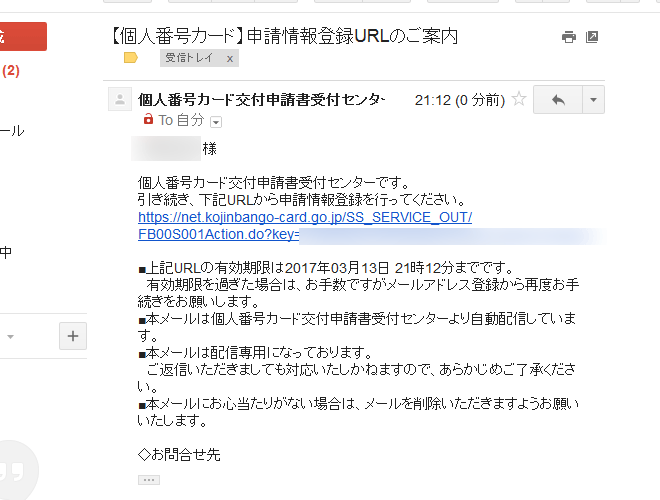 成
【個人番号カード】申請情報登録URLのご案内
受信トレイ x
(2)
個人番号カード交付申請書受付センター 21:12 (0 分前)
To 自分
ール
様
個人番号カード交付申請書受付センターです。
引き続き、下記URLから申請情報登録を行ってください。
https://net.kojinbango-card.go.jp/SS_SERVICE_OUT/
FB00S001Action.do?key=
中
■上記URLの有効期限は2017年03月13日 21時12分までです。
有効期限を過ぎた場合は、お手数ですがメールアドレス登録から再度お手
続きをお願いします。
■本メールは個人番号カード交付申請書受付センターより自動配信していま
す。
■本メールは配信専用になっております。
ご返信いただきましても対応いたしかねますので、あらかじめご了承くださ
い。
■本メールにお心当たりがない場合は、メールを削除いただきますようお願い
いたします。
◇お問合せ先